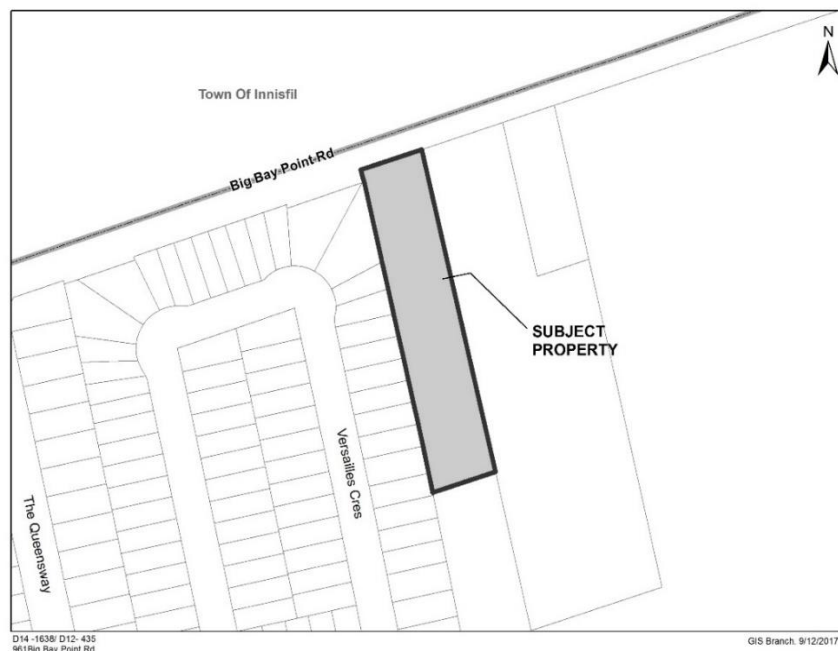 N
Town Of Innisfil
Big Bay Point Rd
SUBJECT
PROPERTY
Versailles Cres
The Queensway
D14 -1638/ D12- 435
961Big Bay Point Rd
GIS Branch. 9/12/2017